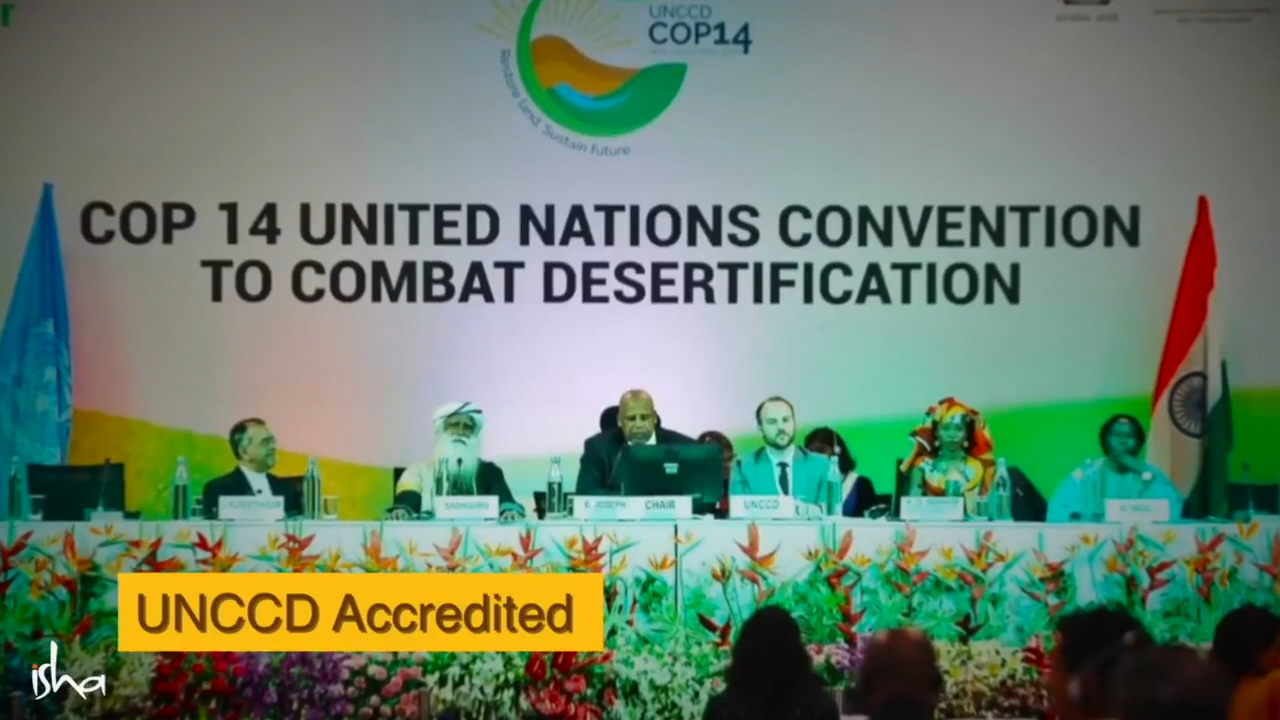 r
UNCCD
COP14
Restore land. Sustain future
COP 14 UNITED NATIONS CONVENTION
TO COMBAT DESERTIFICATION
SADHGURU
B. JOSEPH CHAIR
UNCCD
UNCCD Accredited
isha